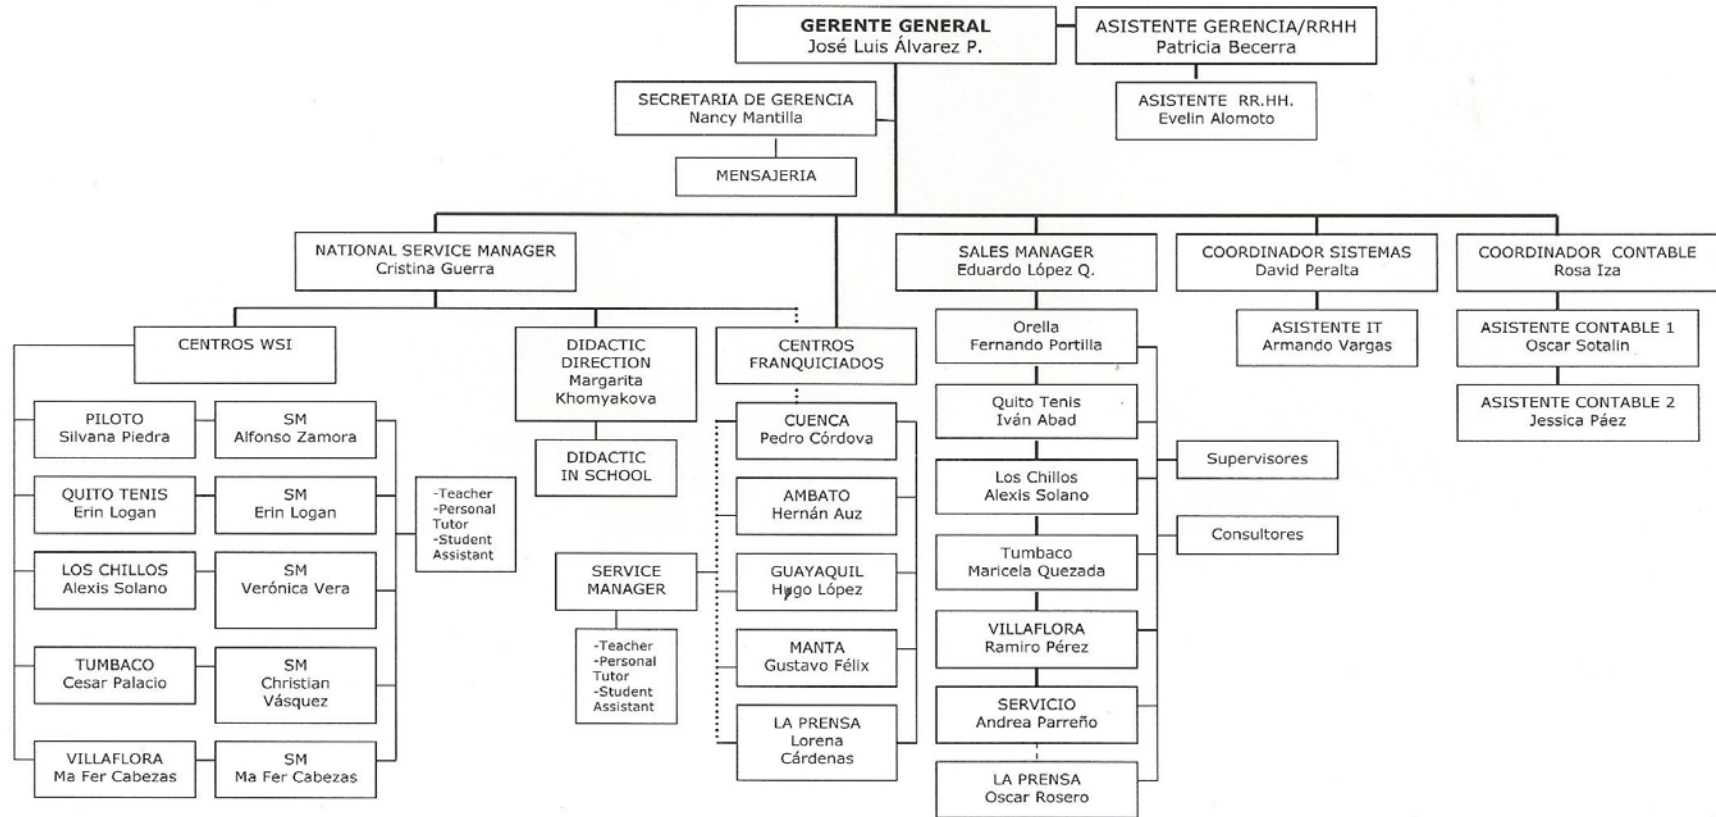 GERENTE GENERAL
José Luis Álvarez P.
ASISTENTE GERENCIA/RRHH
Patricia Becerra
SECRETARIA DE GERENCIA
Nancy Mantilla
ASISTENTE RR.HH.
Evelin Alomoto
MENSAJERIA
NATIONAL SERVICE MANAGER
Cristina Guerra
SALES MANAGER
Eduardo López Q.
COORDINADOR SISTEMAS
David Peralta
COORDINADOR CONTABLE
Rosa Iza
CENTROS WSI
DIDACTIC
DIRECTION
Margarita
Khomyakova
CENTROS
FRANQUICIADOS
Orella
Fernando Portilla
ASISTENTE IT
Armando Vargas
ASISTENTE CONTABLE 1
Oscar Sotalin
PILOTO
Silvana Piedra
SM
Alfonso Zamora
DIDACTIC
IN SCHOOL
CUENCA
Pedro Córdova
Quito Tenis
Iván Abad
ASISTENTE CONTABLE 2
Jessica Páez
QUITO TENIS
Erin Logan
SM
Erin Logan
-Teacher
-Personal
Tutor
-Student
Assistant
AMBATO
Hernán Auz
Los Chillos
Alexis Solano
Supervisores
LOS CHILLOS
Alexis Solano
SM
Verónica Vera
SERVICE
MANAGER
GUAYAQUIL
Hugo López
Tumbaco
Maricela Quezada
Consultores
TUMBACO
Cesar Palacio
SM
Christian
Vásquez
-Teacher
-Personal
Tutor
-Student
Assistant
MANTA
Gustavo Félix
VILLAFLORA
Ramiro Pérez
SERVICIO
Andrea Parreño
VILLAFLORA
Ma Fer Cabezas
SM
Ma Fer Cabezas
LA PRENSA
Lorena
Cárdenas
LA PRENSA
Oscar Rosero